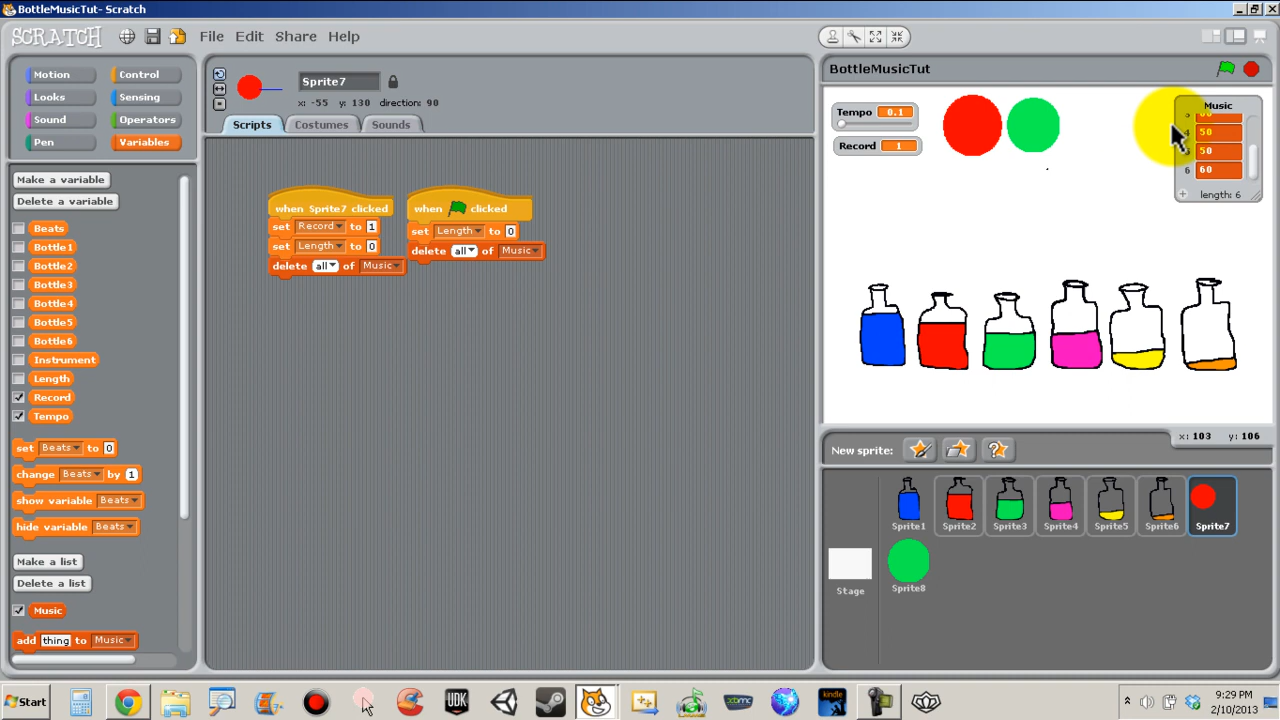 BottleMusicTut- Scratch
SCRATCH File Edit Share Help
Motion Control
Looks Sensing
Sound Operators
Pen Variables
Make a variable
Delete a variable
Beats
Bottle1
Bottle2
Bottle3
Bottle4
Bottle5
Bottle6
Instrument
Length
Record
Tempo
set Beats to 0
change Beats by 1
show variable Beats
hide variable Beats
Make a list
Delete a list
Music
add thing to Music
Sprite7
x: -55 y: 130 direction: 90
Scripts Costumes Sounds
when Sprite7 clicked
set Record to 1
set Length to 0
delete all of Music
when clicked
set Length to 0
delete all of Music
BottleMusicTut
Tempo 0.1
Record 1
Music
4 50
50
6 60
length: 6
x: 103 y: 106
New sprite:
Sprite1 Sprite2 Sprite3 Sprite4 Sprite5 Sprite6 Sprite7
Stage
Sprite8
Start
UDK
xbmc
kindle
9:29 PM
2/10/2013